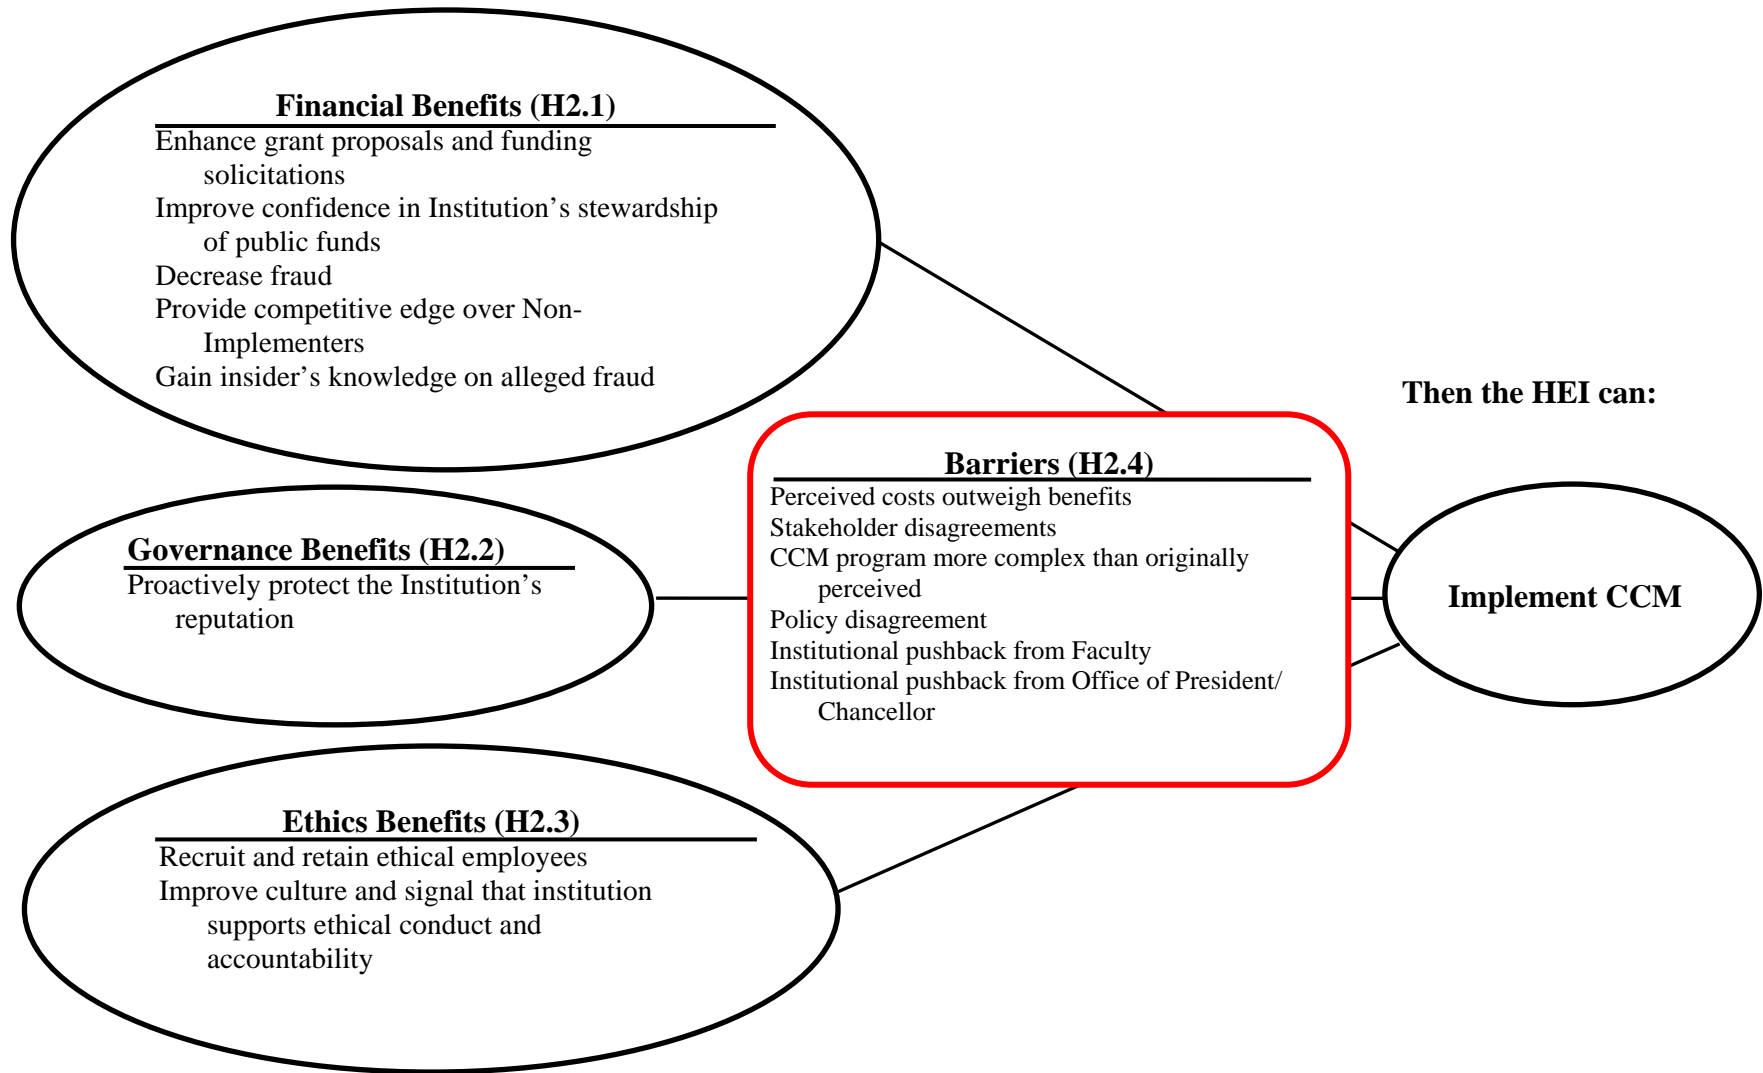 Financial Benefits (H2.1)
Enhance grant proposals and funding
solicitations
Improve confidence in Institution’s stewardship
of public funds
Decrease fraud
Provide competitive edge over Non-
Implementers
Gain insider’s knowledge on alleged fraud
Governance Benefits (H2.2)
Proactively protect the Institution’s
reputation
Ethics Benefits (H2.3)
Recruit and retain ethical employees
Improve culture and signal that institution
supports ethical conduct and
accountability
Barriers (H2.4)
Perceived costs outweigh benefits
Stakeholder disagreements
CCM program more complex than originally
perceived
Policy disagreement
Institutional pushback from Faculty
Institutional pushback from Office of President/
Chancellor
Then the HEI can:
Implement CCM